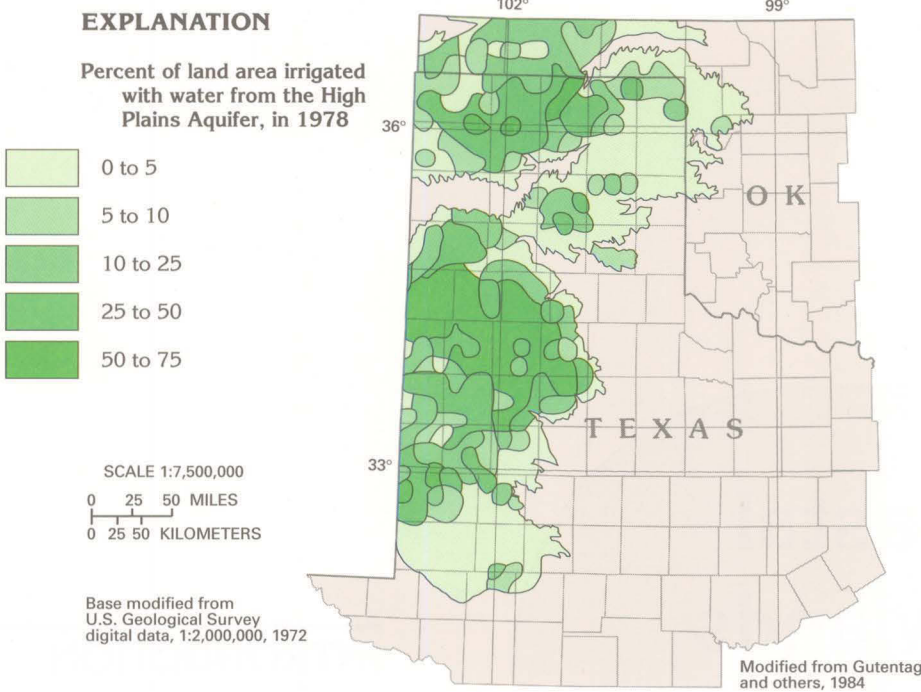 EXPLANATION
Percent of land area irrigated
with water from the High
Plains Aquifer, in 1978
0 to 5
5 to 10
10 to 25
25 to 50
50 to 75
102°
99°
36°
OK
TEXAS
33°
SCALE 1:7,500,000
0 25 50 MILES
0 25 50 KILOMETERS
Base modified from
U.S. Geological Survey
digital data, 1:2,000,000, 1972
Modified from Gutentag
and others, 1984